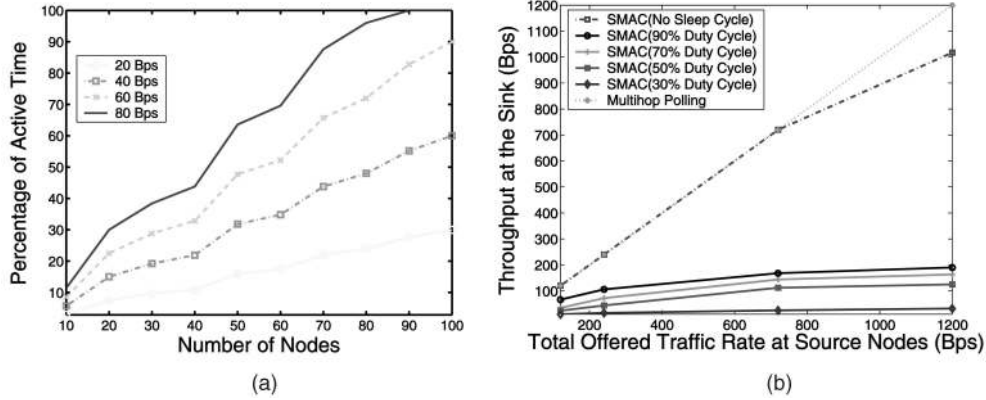 100
90
80
70
60
50
40
30
20
10
Percentage of Active Time
20 Bps
40 Bps
60 Bps
80 Bps
10 20 30 40 50 60 70 80 90 100
Number of Nodes
(a)
1200
1100
1000
900
800
700
600
500
400
300
200
100
Throughput at the Sink (Bps)
SMAC(No Sleep Cycle)
SMAC(90% Duty Cycle)
SMAC(70% Duty Cycle)
SMAC(50% Duty Cycle)
SMAC(30% Duty Cycle)
Multihop Polling
200 400 600 800 1000 1200
Total Offered Traffic Rate at Source Nodes (Bps)
(b)